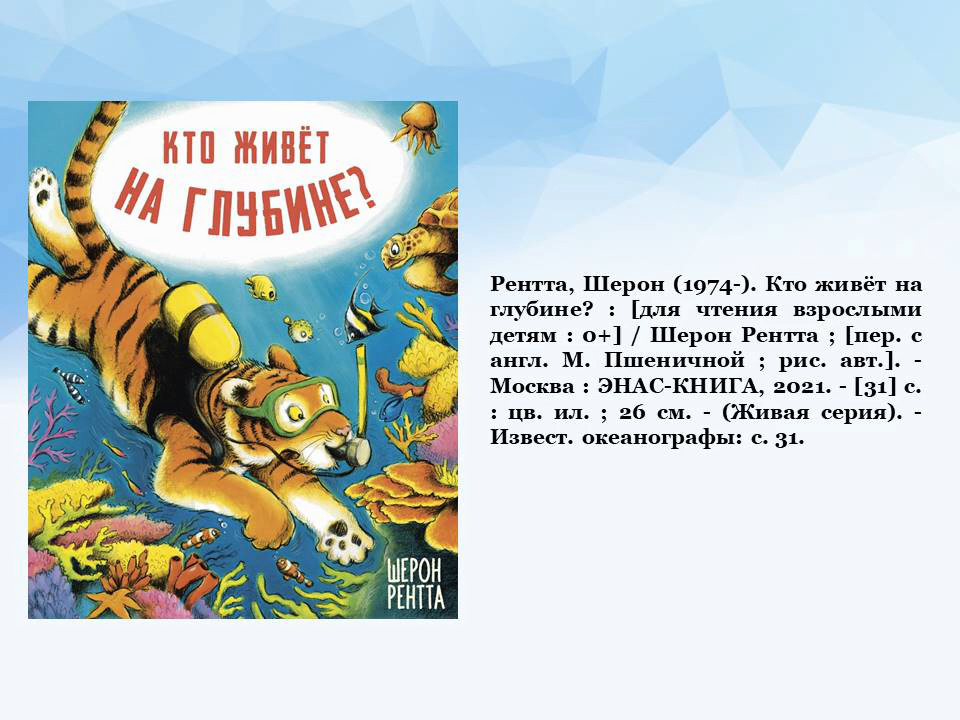 КТО ЖИВЁТ
НА ГЛУБИНЕ?
ШЕРОН
РЕНТТА
Рентта, Шерон (1974-). Кто живёт на
глубине? : [для чтения взрослыми
детям : 0+] / Шерон Рентта ; [пер. с
англ. М. Пшеничной ; рис. авт.]. -
Москва : ЭНАС-КНИГА, 2021. - [31] с.
: цв. ил. ; 26 см. - (Живая серия). -
Извест. океанографы: с. 31.